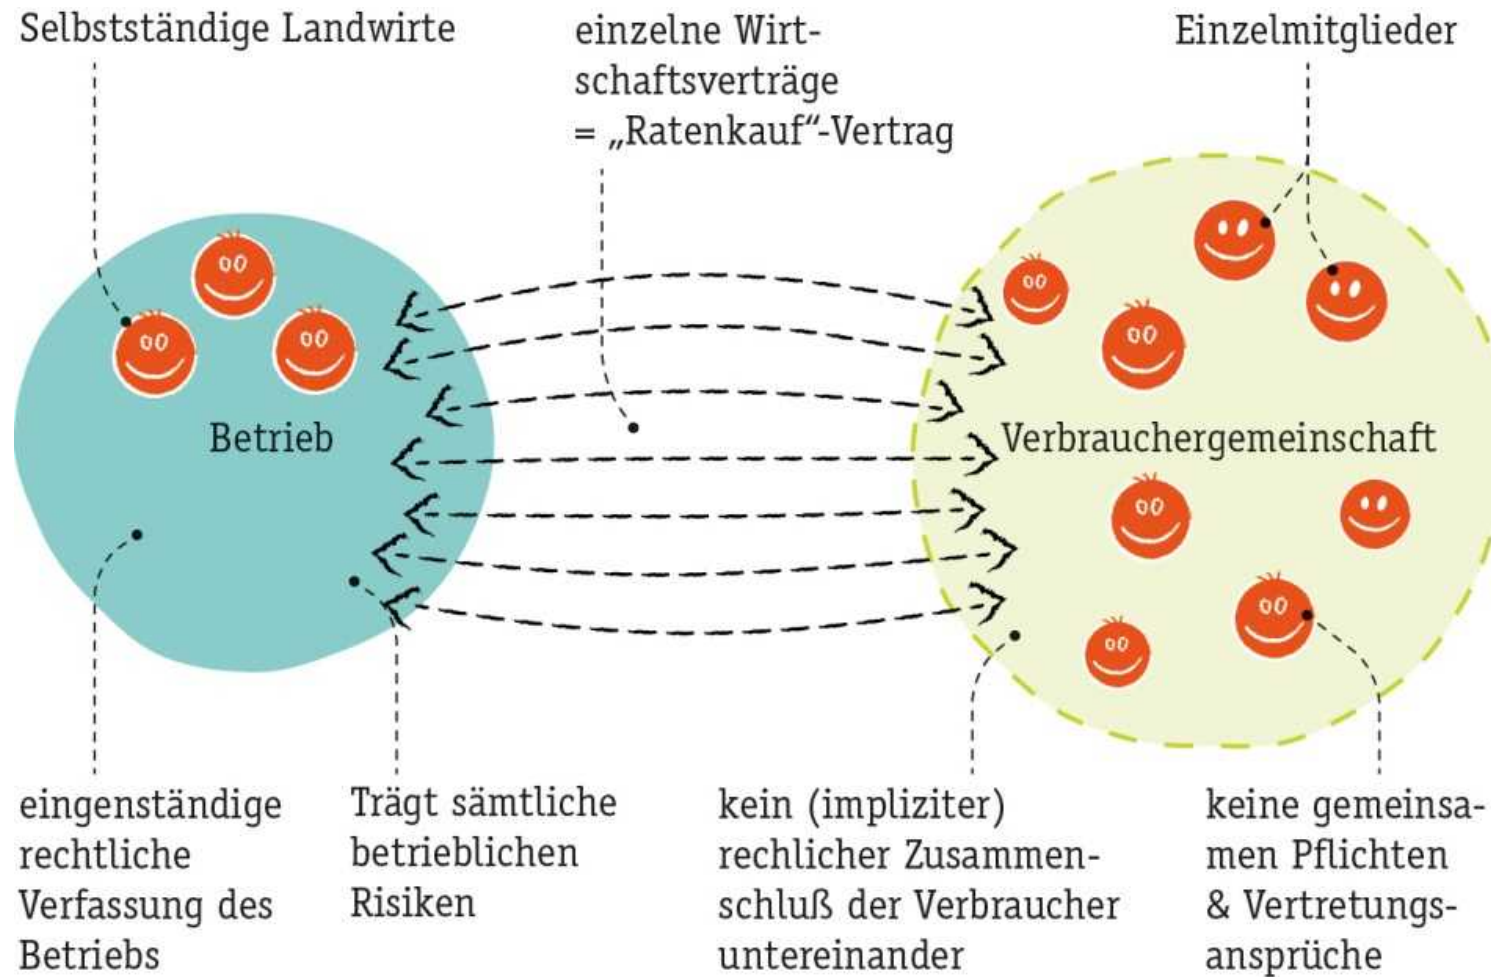 Selbstständige Landwirte
einzelne Wirt-
schaftsverträge
= „Ratenkauf“-Vertrag
Einzelmitglieder
Betrieb
Verbrauchergemeinschaft
eingenständige
rechtliche
Verfassung des
Betriebs
Trägt sämtliche
betrieblichen
Risiken
kein (impliziter)
rechlicher Zusammen-
schluß der Verbraucher
untereinander
keine gemeinsa-
men Pflichten
& Vertretungs-
ansprüche